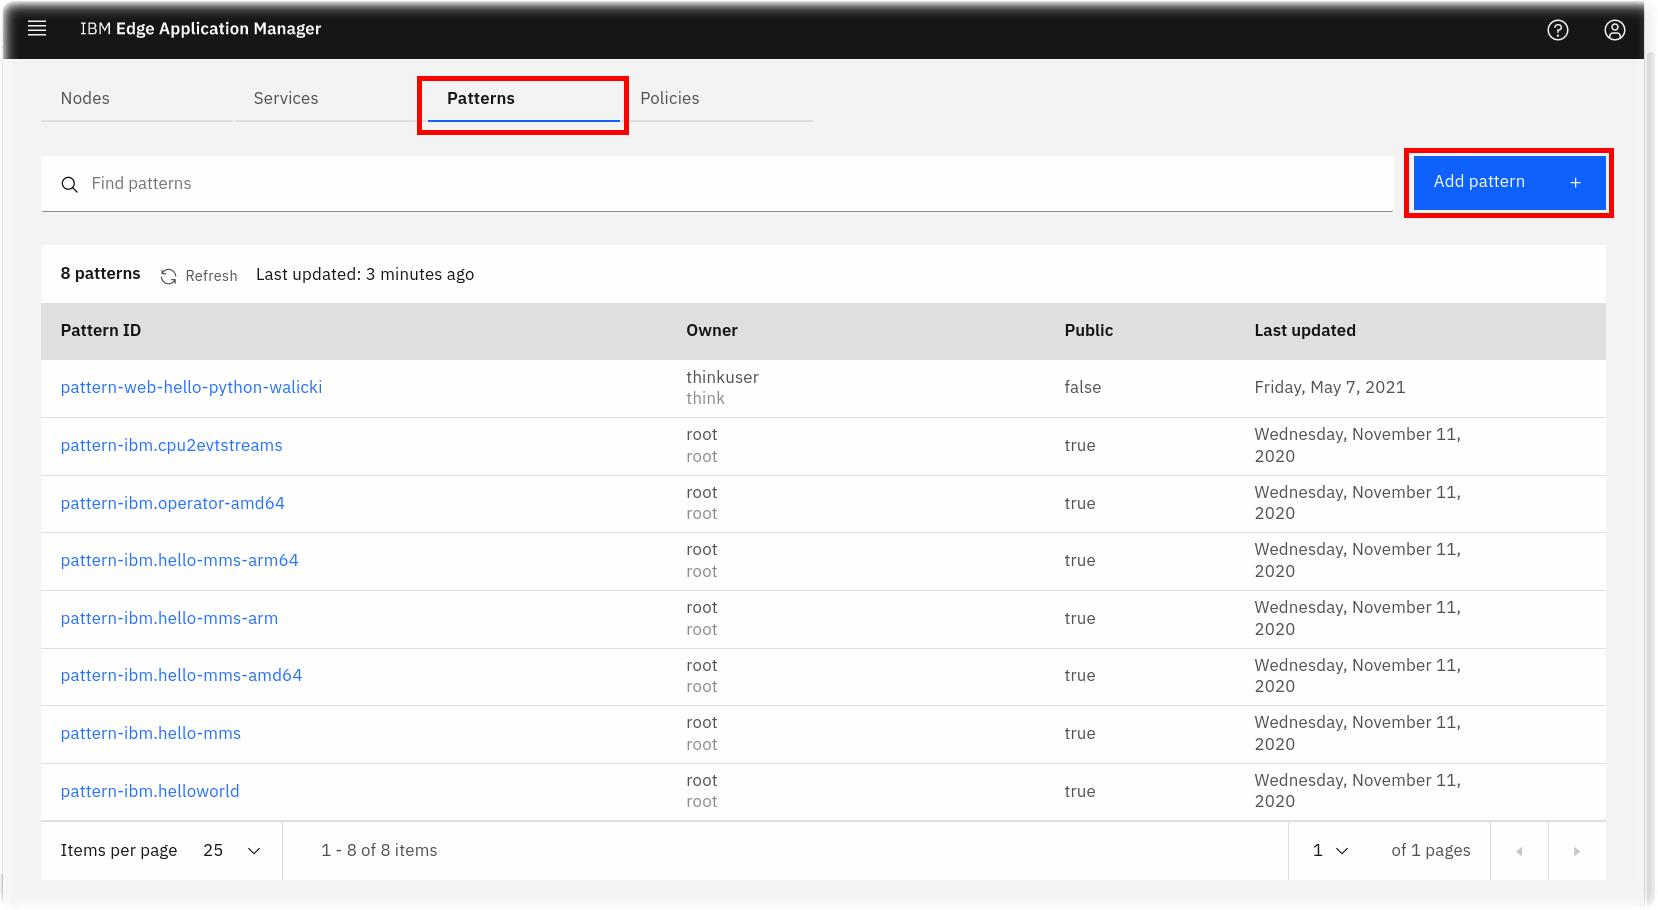 IBM Edge Application Manager
Nodes Services Patterns Policies
Find patterns
Add pattern +
8 patterns Refresh Last updated: 3 minutes ago
Pattern ID Owner Public Last updated
pattern-web-hello-python-walicki thinkuser false Friday, May 7, 2021
think
pattern-ibm.cpu2evtstreams root true Wednesday, November 11,
root 2020
pattern-ibm.operator-amd64 root true Wednesday, November 11,
root 2020
pattern-ibm.hello-mms-arm64 root true Wednesday, November 11,
root 2020
pattern-ibm.hello-mms-arm root true Wednesday, November 11,
root 2020
pattern-ibm.hello-mms-amd64 root true Wednesday, November 11,
root 2020
pattern-ibm.hello-mms root true Wednesday, November 11,
root 2020
pattern-ibm.helloworld root true Wednesday, November 11,
root 2020
Items per page 25 1 - 8 of 8 items 1 of 1 pages